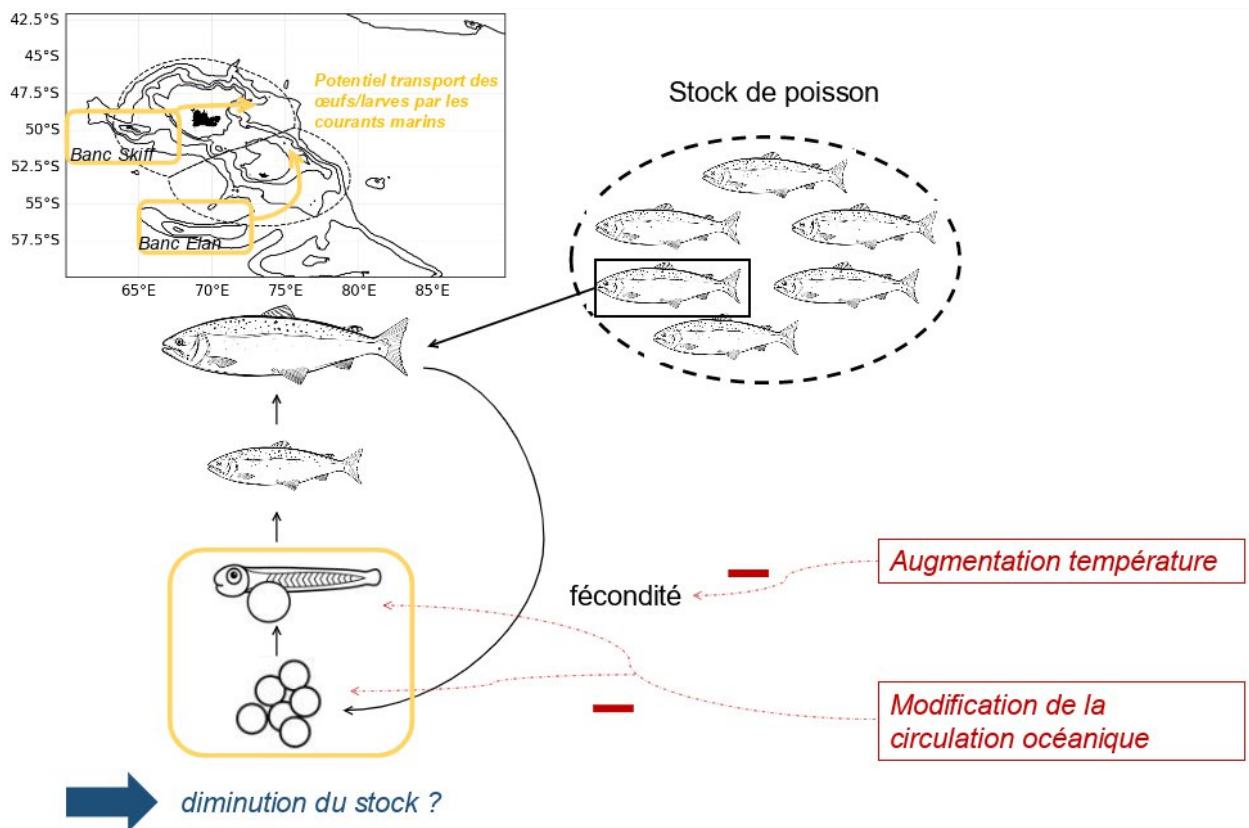 42.5°S
45°S
47.5°S
50°S
52.5°S
55°S
57.5°S
65°E 70°E 75°E 80°E 85°E
Potentiel transport des
œufs/larves par les
courants marins
Banc Skiff
Banc Elan
Stock de poisson
fécondité
Augmentation température
Modification de la
circulation océanique
diminution du stock ?